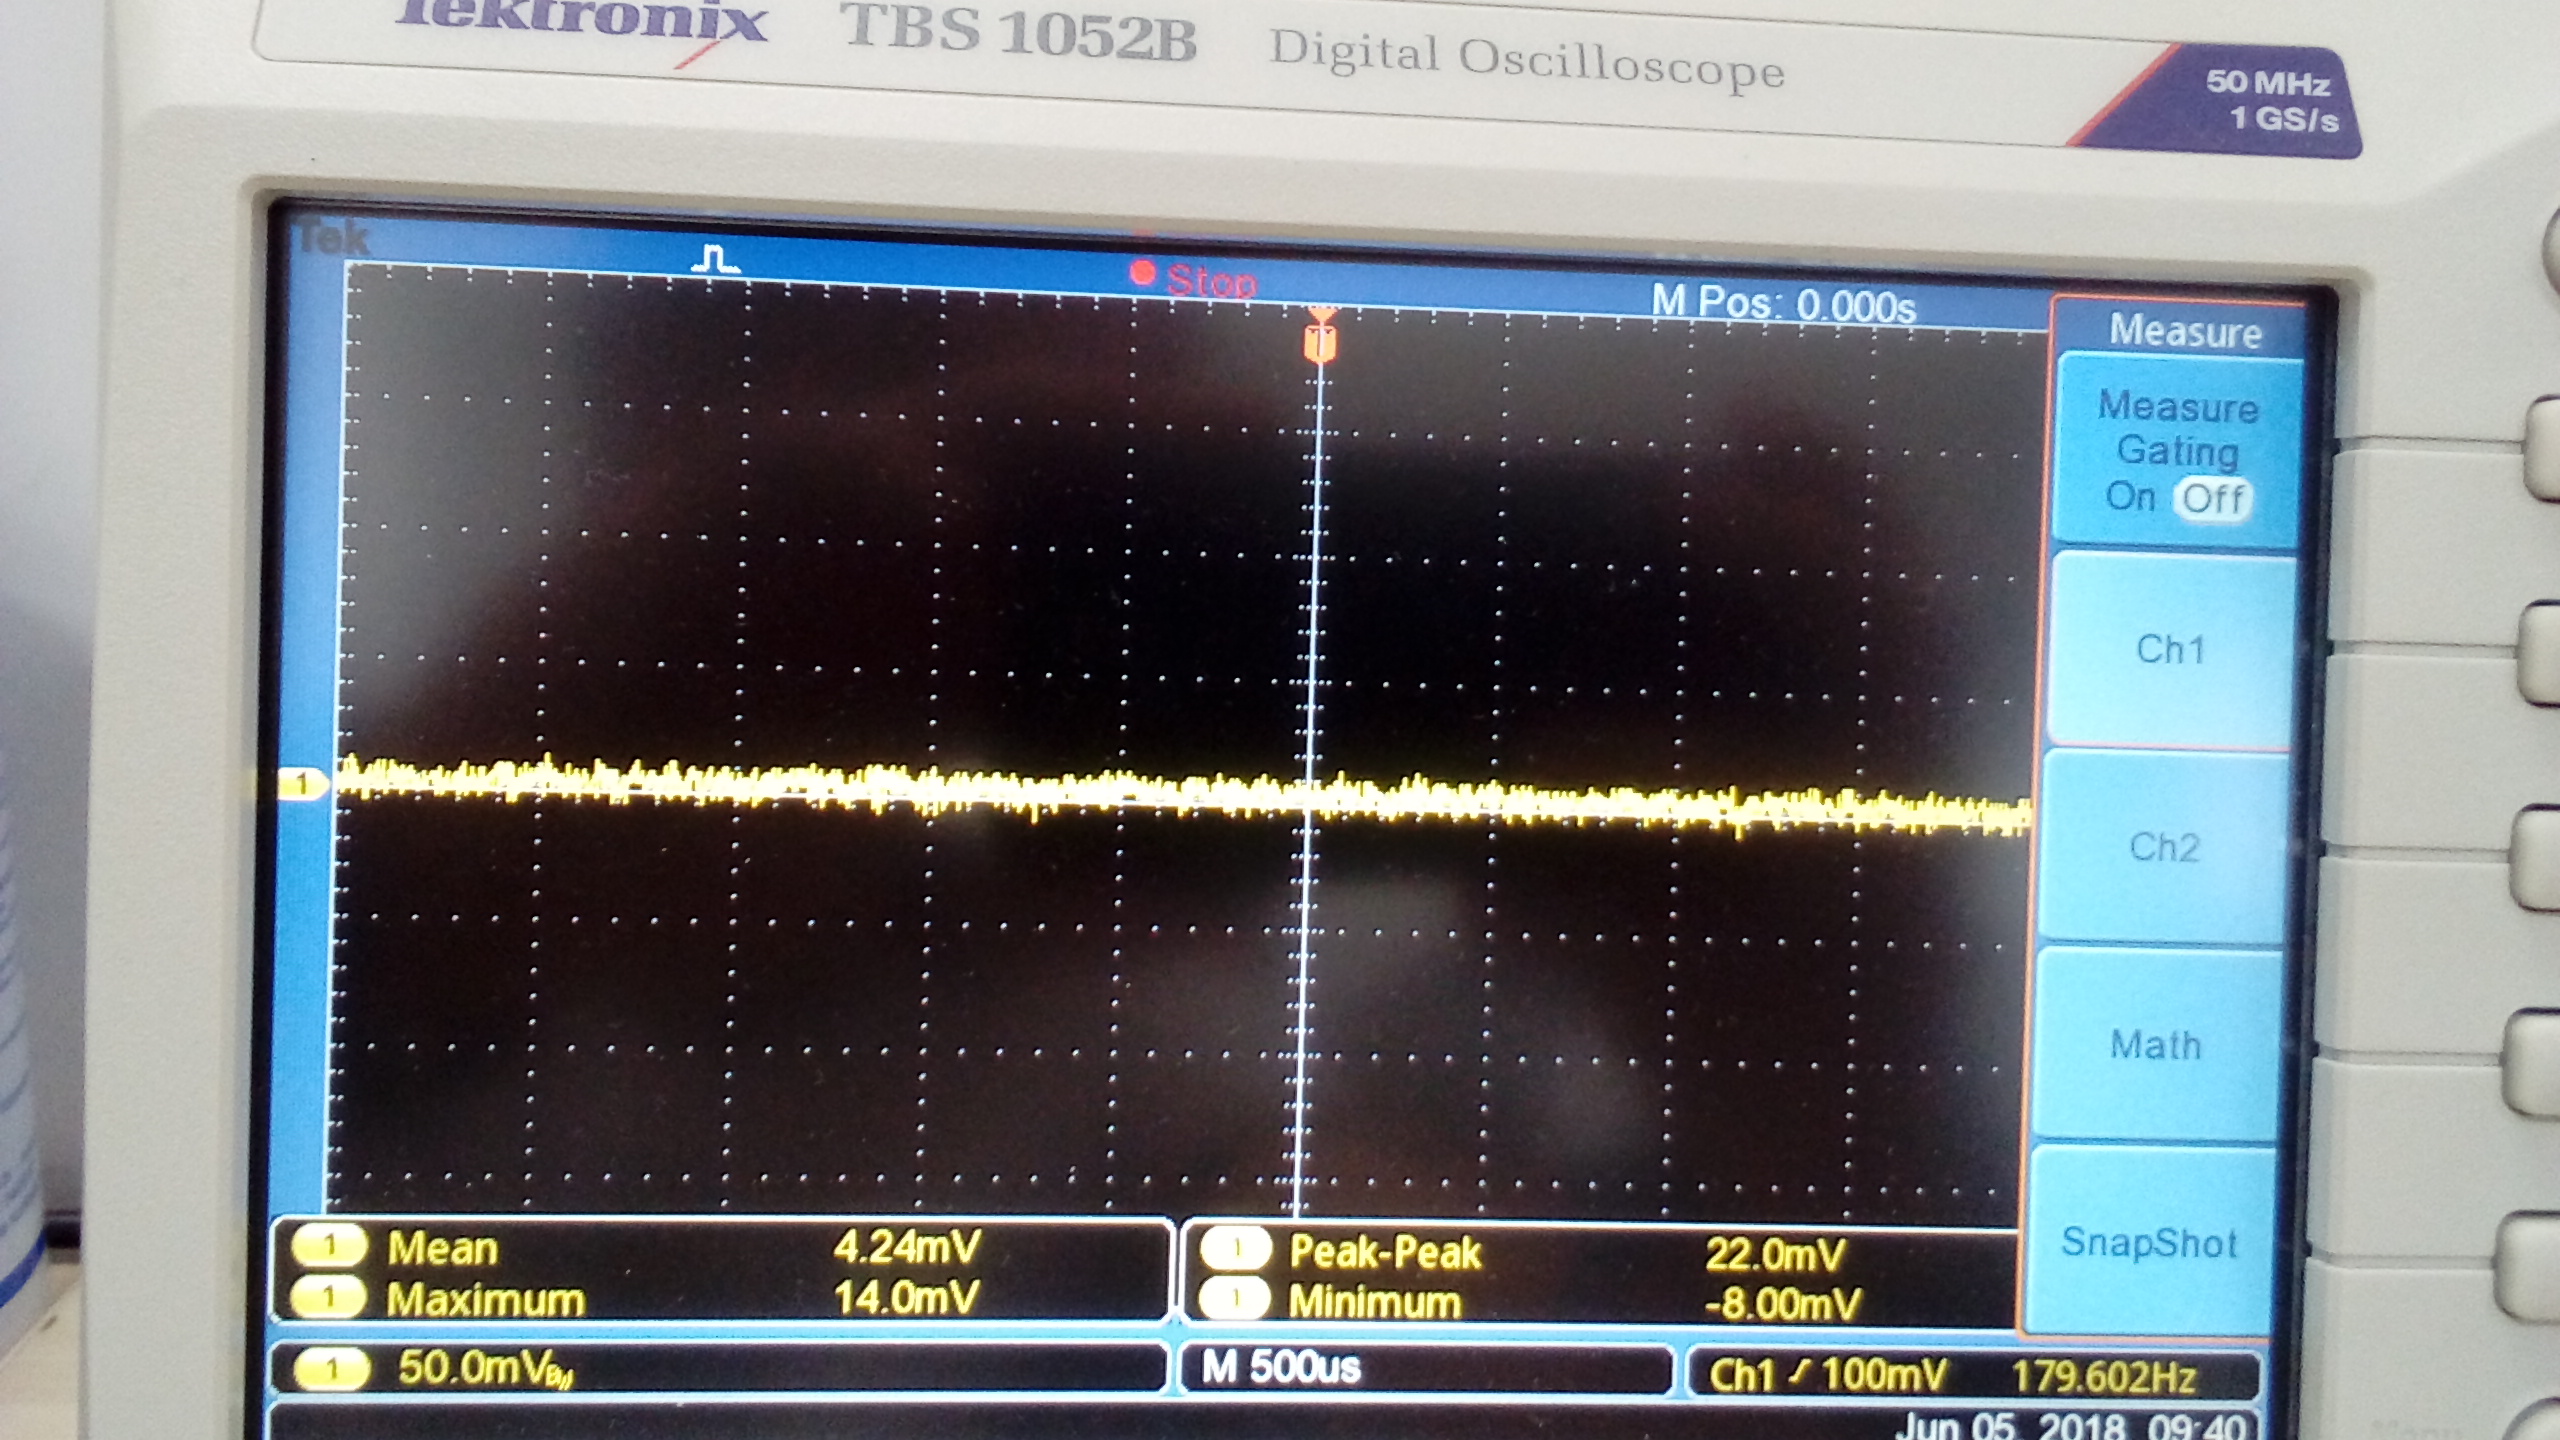 Tektronix TBS 1052B Digital Oscilloscope
50 MHz
1 GS/s
Tek
Stop
M Pos: 0.000s
T
Measure
Measure
Gating
On Off
Ch1
Ch2
Math
SnapShot
1
1 Mean 4.24mV
1 Maximum 14.0mV
1 Peak-Peak 22.0mV
1 Minimum -8.00mV
1 50.0mV
M 500us
Ch1 100mV 179.602Hz
Jun 05, 2018, 09:40